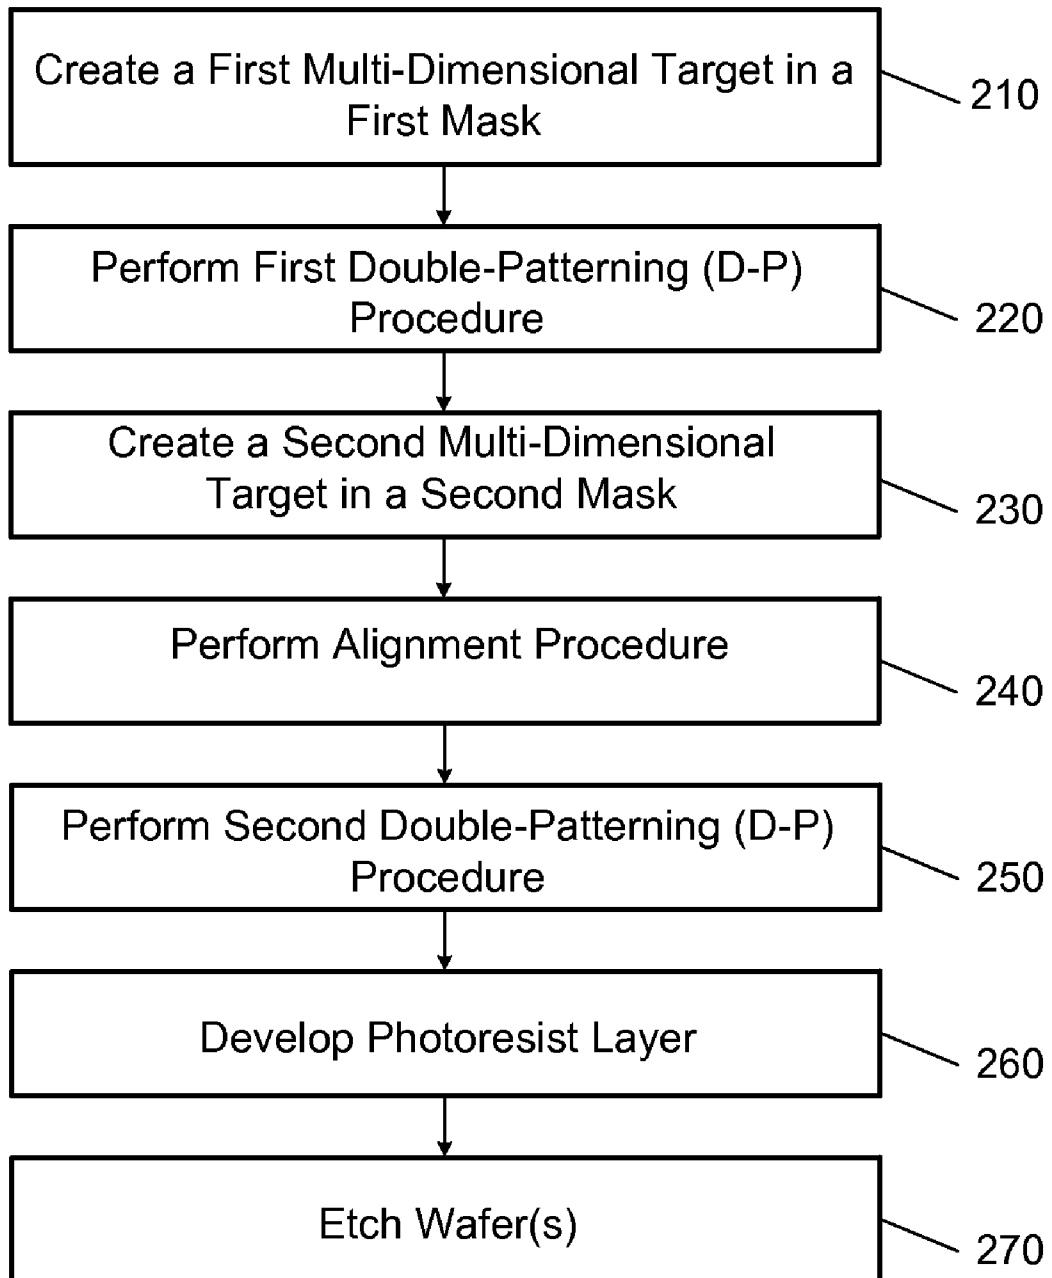 Create a First Multi-Dimensional Target in a
First Mask
210
Perform First Double-Patterning (D-P)
Procedure
220
Create a Second Multi-Dimensional
Target in a Second Mask
230
Perform Alignment Procedure
240
Perform Second Double-Patterning (D-P)
Procedure
250
Develop Photoresist Layer
260
Etch Wafer(s)
270